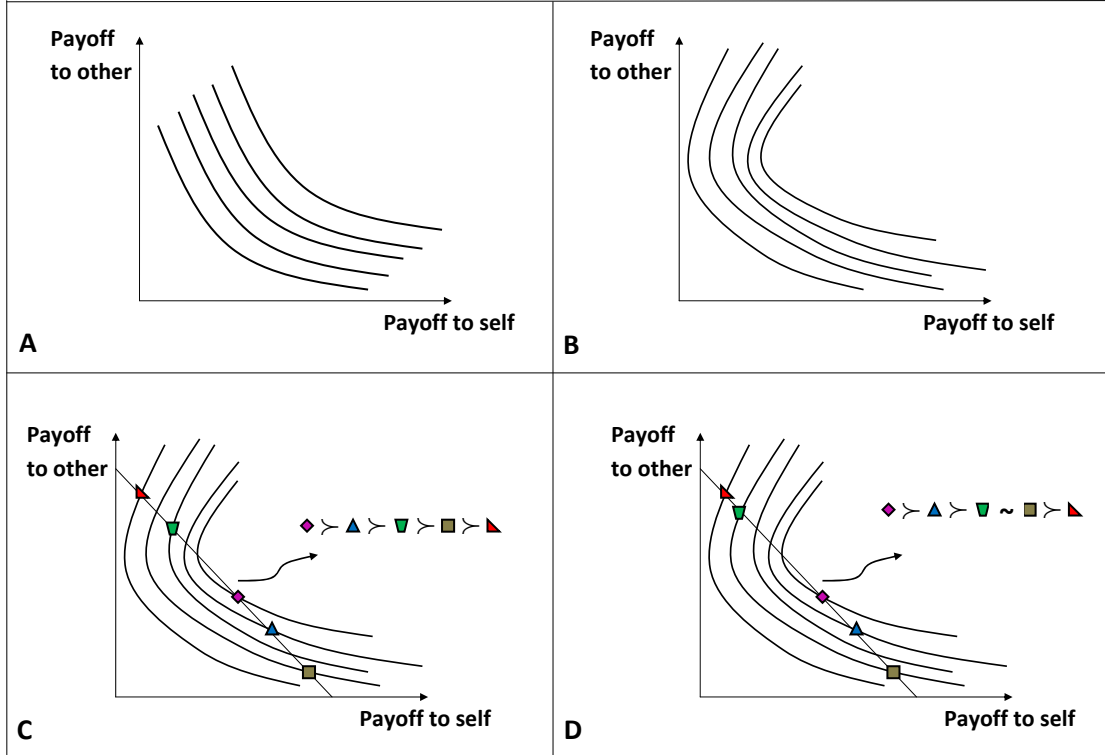 Payoff
to other
Payoff to self
A
Payoff
to other
Payoff to self
B
Payoff
to other
≻ ≻ ≻ ≻
Payoff to self
C
Payoff
to other
≻ ≻ ~ ≻
Payoff to self
D